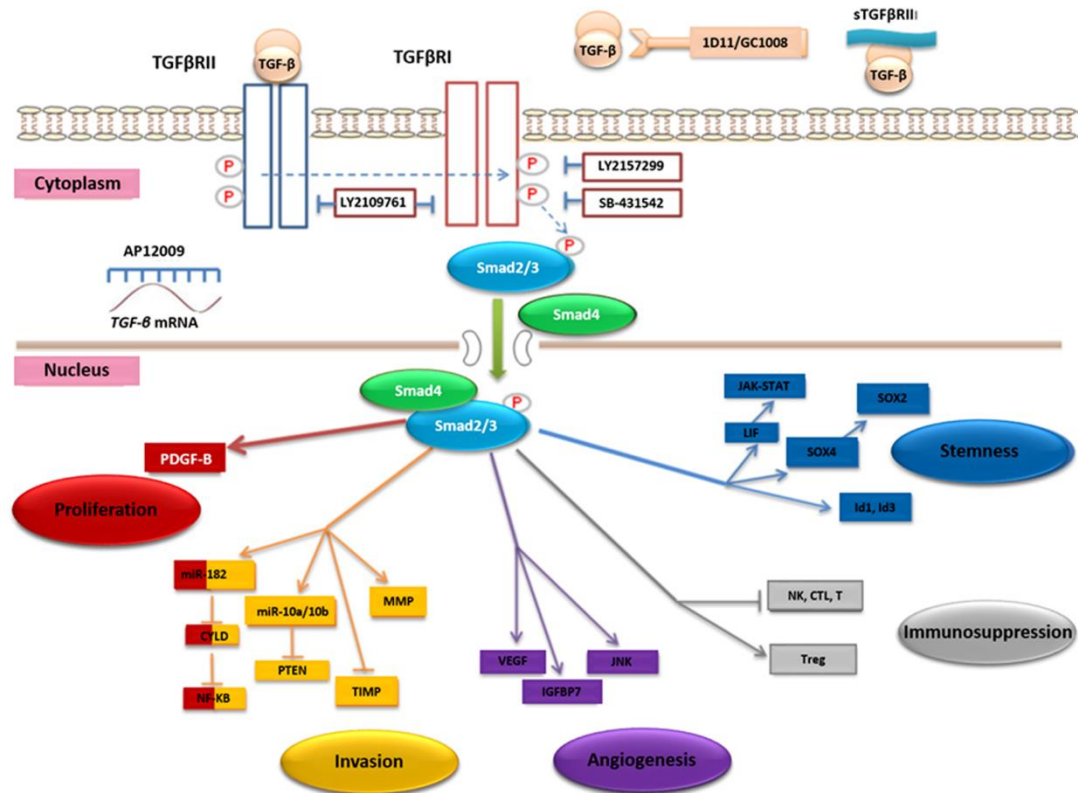 sTGFβRII
TGF-β
1D11/GC1008
TGFβRII
TGF-β
TGFβRI
TGF-β
P
P
LY2157299
Cytoplasm
P
P
LY2109761
SB-431542
AP12009
P
Smad2/3
TGF-β mRNA
Smad4
Nucleus
Smad4
P
Smad2/3
JAK-STAT
SOX2
LIF
SOX4
Stemness
PDGF-B
Proliferation
Id1, Id3
miR-182
miR-10a/10b
MMP
NK, CTL, T
Immunosuppression
CYLD
PTEN
VEGF
JNK
Treg
NF-KB
TIMP
IGFBP7
Invasion
Angiogenesis